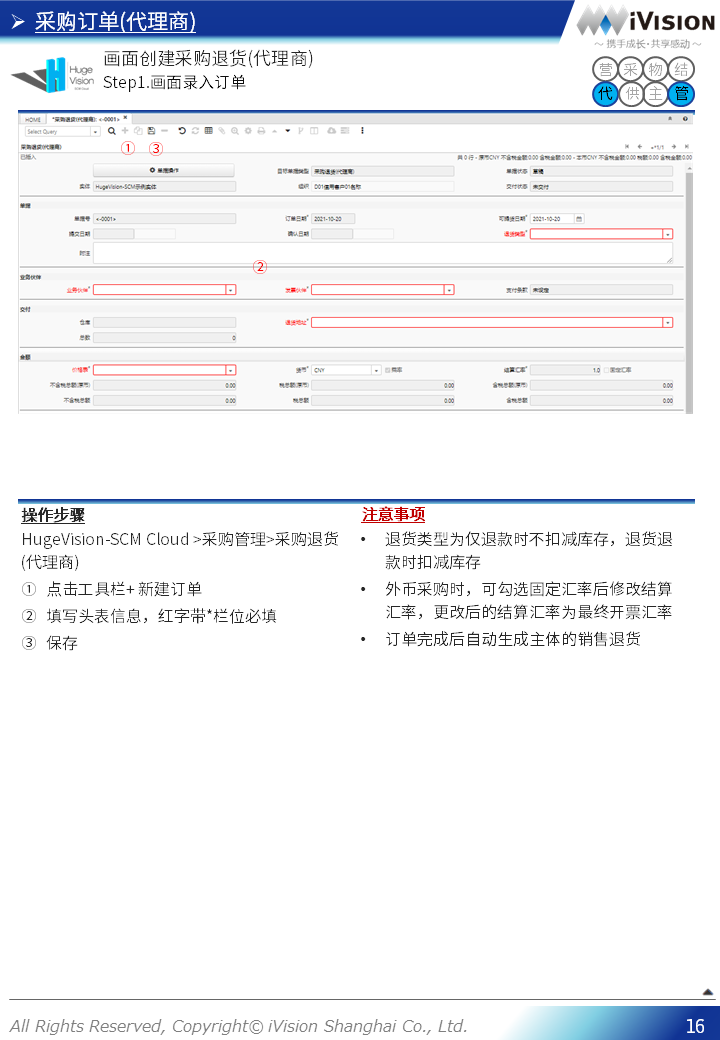 ➢ 采购订单(代理商)
iVISION
～ 携手成长·共享感动 ～
Huge Vision
画面创建采购退货(代理商)
Step1.画面录入订单
营 采 物 结
代 供 主 管
HOME *采购退货(代理商): <-0001> ×
Select Query
① ③
采购退货(代理商) *1/1
已插入 共 0 行 - 原币CNY 不含税金额:0.00 含税金额:0.00 - 本币CNY 不含税金额:0.00 税额:0.00 含税金额:0.00
单据操作 目标单据类型 采购退货(代理商) 单据状态 草稿
实体 HugeVision-SCM示例实体 组织 D01信用客户01名称 交付状态 未交付
单据
单据号 <-0001> 订单日期* 2021-10-20 可提货日期* 2021-10-20
提交日期 确认日期 退货类型*
附注
②
业务伙伴
业务伙伴* 发票伙伴* 支付条款 未设定
交付
仓库 退货地址*
总数 0
金额
价格表* 货币* CNY 结算汇率* 1.0 固定汇率
不含税总额(原币) 0.00 税总额(原币) 0.00 含税总额(原币) 0.00
不含税总额 0.00 税总额 0.00 含税总额 0.00
操作步骤
HugeVision-SCM Cloud >采购管理>采购退货
(代理商)
① 点击工具栏+ 新建订单
② 填写头表信息，红字带*栏位必填
③ 保存
注意事项
• 退货类型为仅退款时不扣减库存，退货退
款时扣减库存
• 外币采购时，可勾选固定汇率后修改结算
汇率，更改后的结算汇率为最终开票汇率
• 订单完成后自动生成主体的销售退货
All Rights Reserved, Copyright© iVision Shanghai Co., Ltd.
16